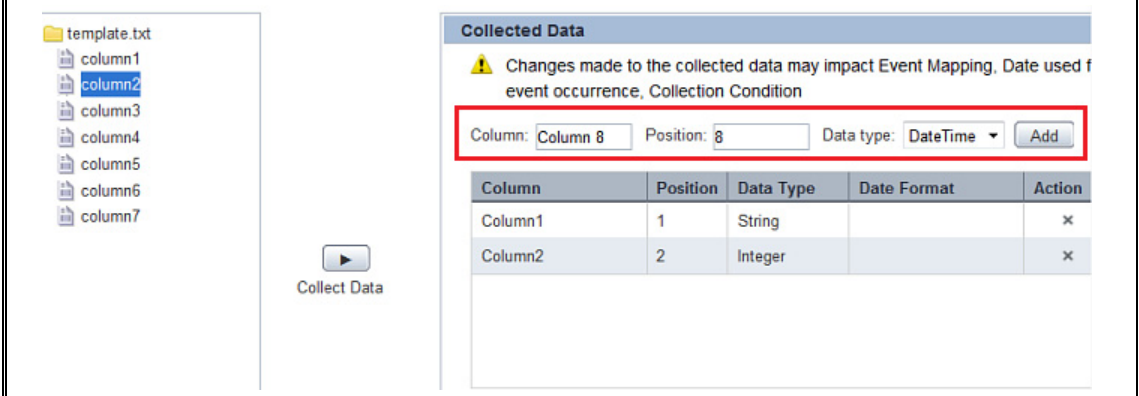 template.txt
column1
column2
column3
column4
column5
column6
column7
Collect Data
Collected Data
Changes made to the collected data may impact Event Mapping, Date used f
event occurrence, Collection Condition
Column: Column 8 Position: 8 Data type: DateTime Add
Column Position Data Type Date Format Action
Column1 1 String ×
Column2 2 Integer ×